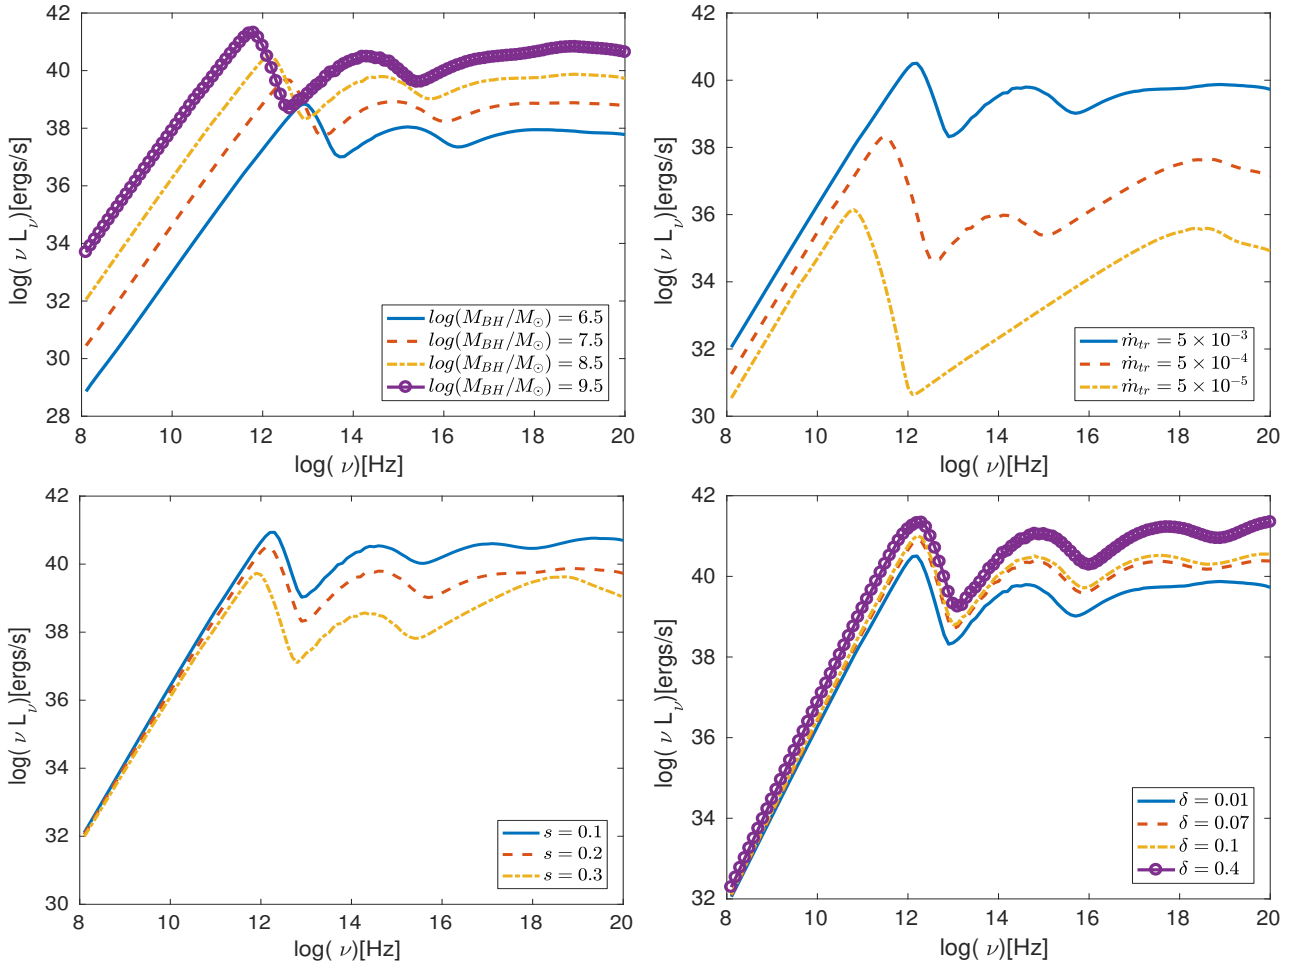 42
40
38
36
34
32
30
28
log( ν L_ν)[ergs/s]
8 10 12 14 16 18 20
log( ν)[Hz]
log(M_BH/M_⊙) = 6.5
log(M_BH/M_⊙) = 7.5
log(M_BH/M_⊙) = 8.5
log(M_BH/M_⊙) = 9.5
42
40
38
36
34
32
30
log( ν L_ν)[ergs/s]
8 10 12 14 16 18 20
log( ν)[Hz]
ṁ_tr = 5 × 10⁻³
ṁ_tr = 5 × 10⁻⁴
ṁ_tr = 5 × 10⁻⁵
42
40
38
36
34
32
30
log( ν L_ν)[ergs/s]
8 10 12 14 16 18 20
log( ν)[Hz]
s = 0.1
s = 0.2
s = 0.3
42
40
38
36
34
32
log( ν L_ν)[ergs/s]
8 10 12 14 16 18 20
log( ν)[Hz]
δ = 0.01
δ = 0.07
δ = 0.1
δ = 0.4